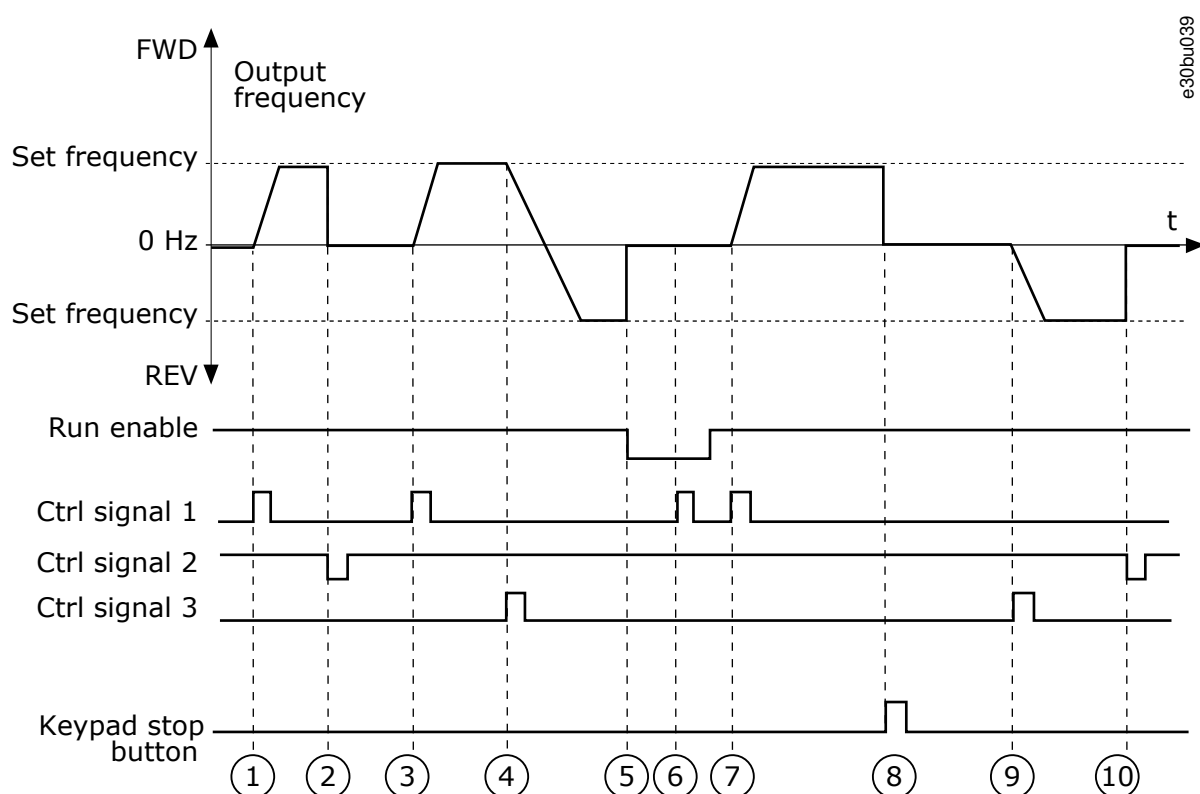 e30bu039
FWD
Output
frequency
Set frequency
t
0 Hz
Set frequency
REV
Run enable
Ctrl signal 1
Ctrl signal 2
Ctrl signal 3
Keypad stop
button
1 2 3 4 5 6 7 8 9 10